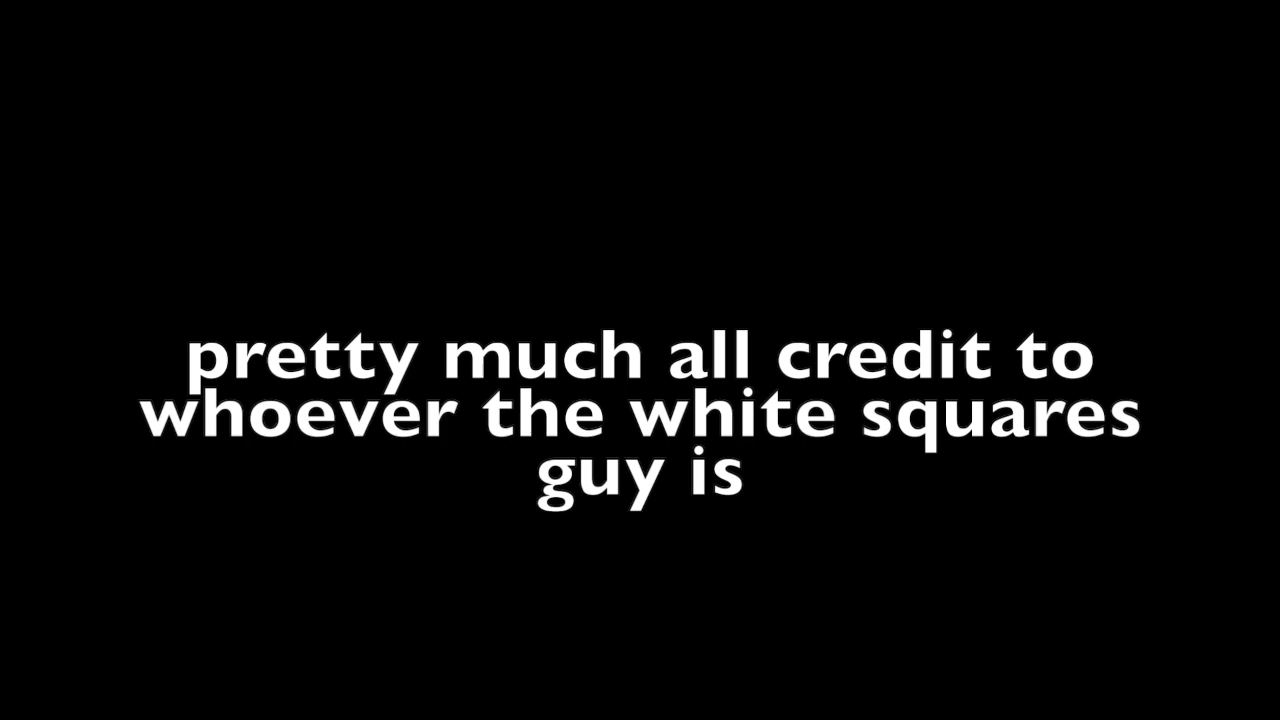 pretty much all credit to
whoever the white squares
guy is